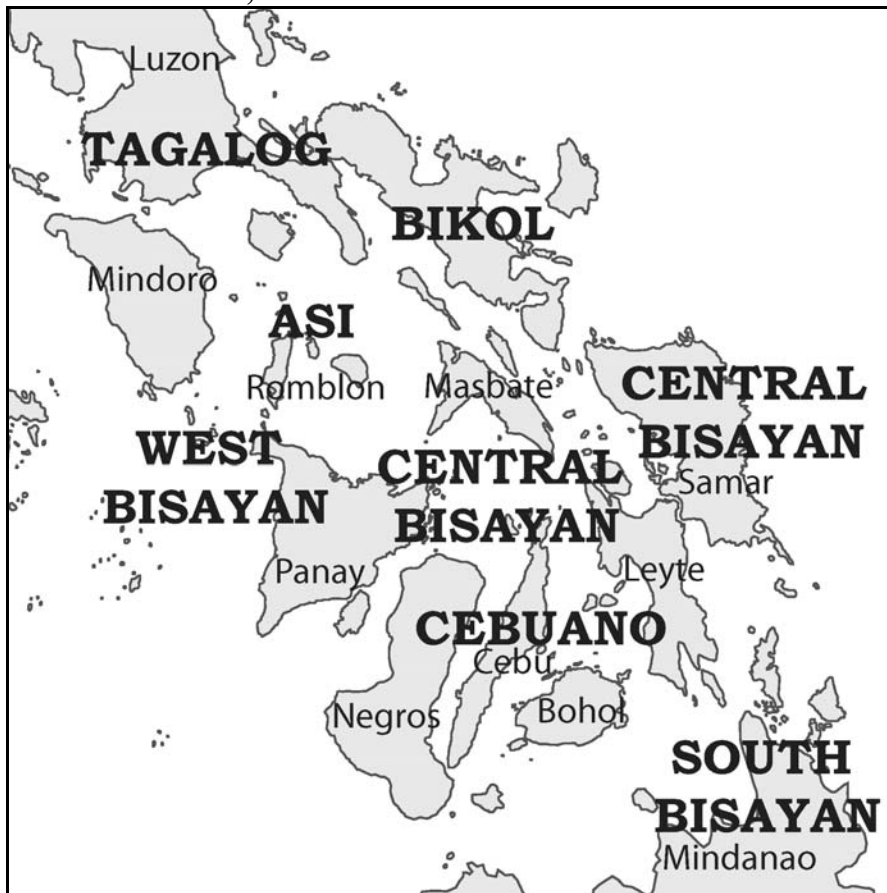 Luzon
TAGALOG
BIKOL
Mindoro
ASI
Romblon
Masbate
CENTRAL
BISAYAN
Samar
WEST
BISAYAN
CENTRAL
BISAYAN
Panay
Leyte
CEBUANO
Cebu
Negros
Bohol
SOUTH
BISAYAN
Mindanao